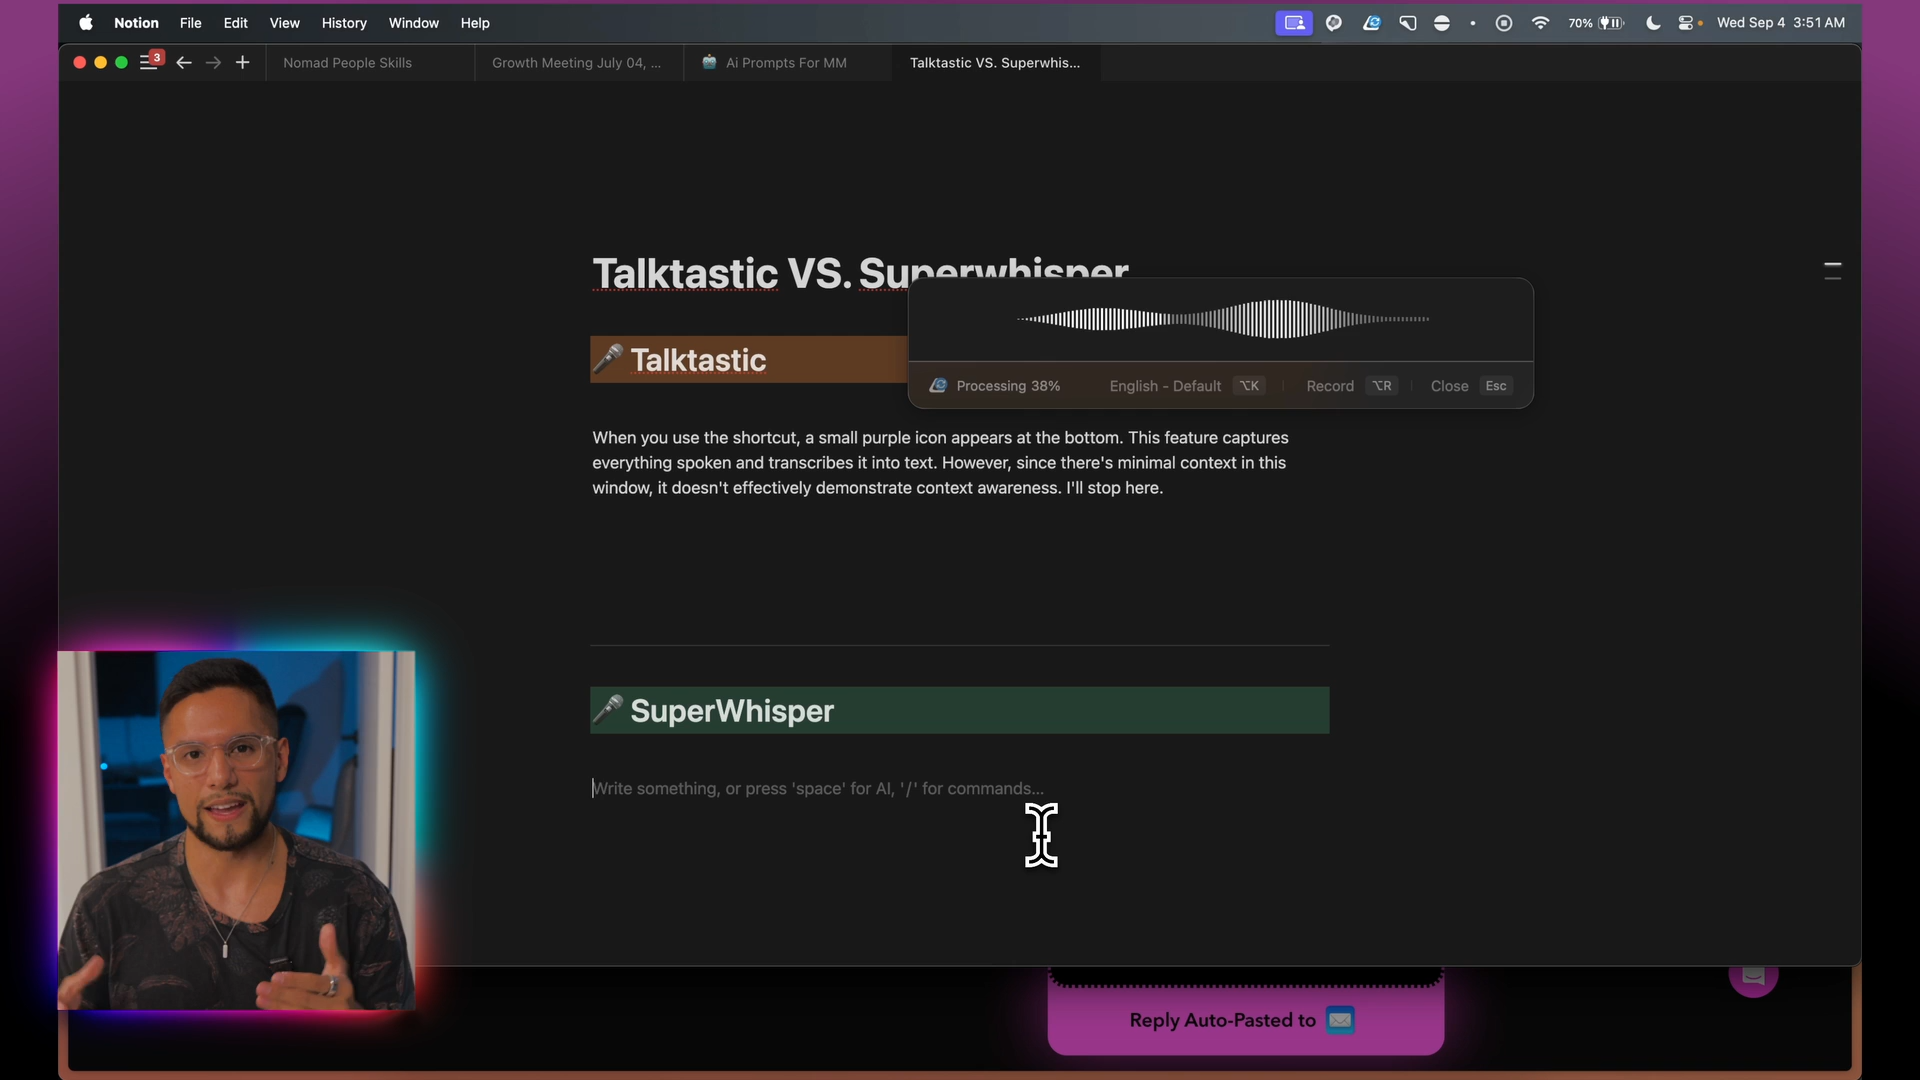 Notion File Edit View History Window Help
70% Wed Sep 4 3:51 AM
3
Nomad People Skills
Growth Meeting July 04, ...
Ai Prompts For MM
Talktastic VS. Superwhis...
Talktastic VS. Superwhisper
🎤 Talktastic
Processing 38% English - Default ⌥K Record ⌥R Close Esc
When you use the shortcut, a small purple icon appears at the bottom. This feature captures
everything spoken and transcribes it into text. However, since there's minimal context in this
window, it doesn't effectively demonstrate context awareness. I'll stop here.
🎤 SuperWhisper
Write something, or press 'space' for AI, '/' for commands...
Reply Auto-Pasted to